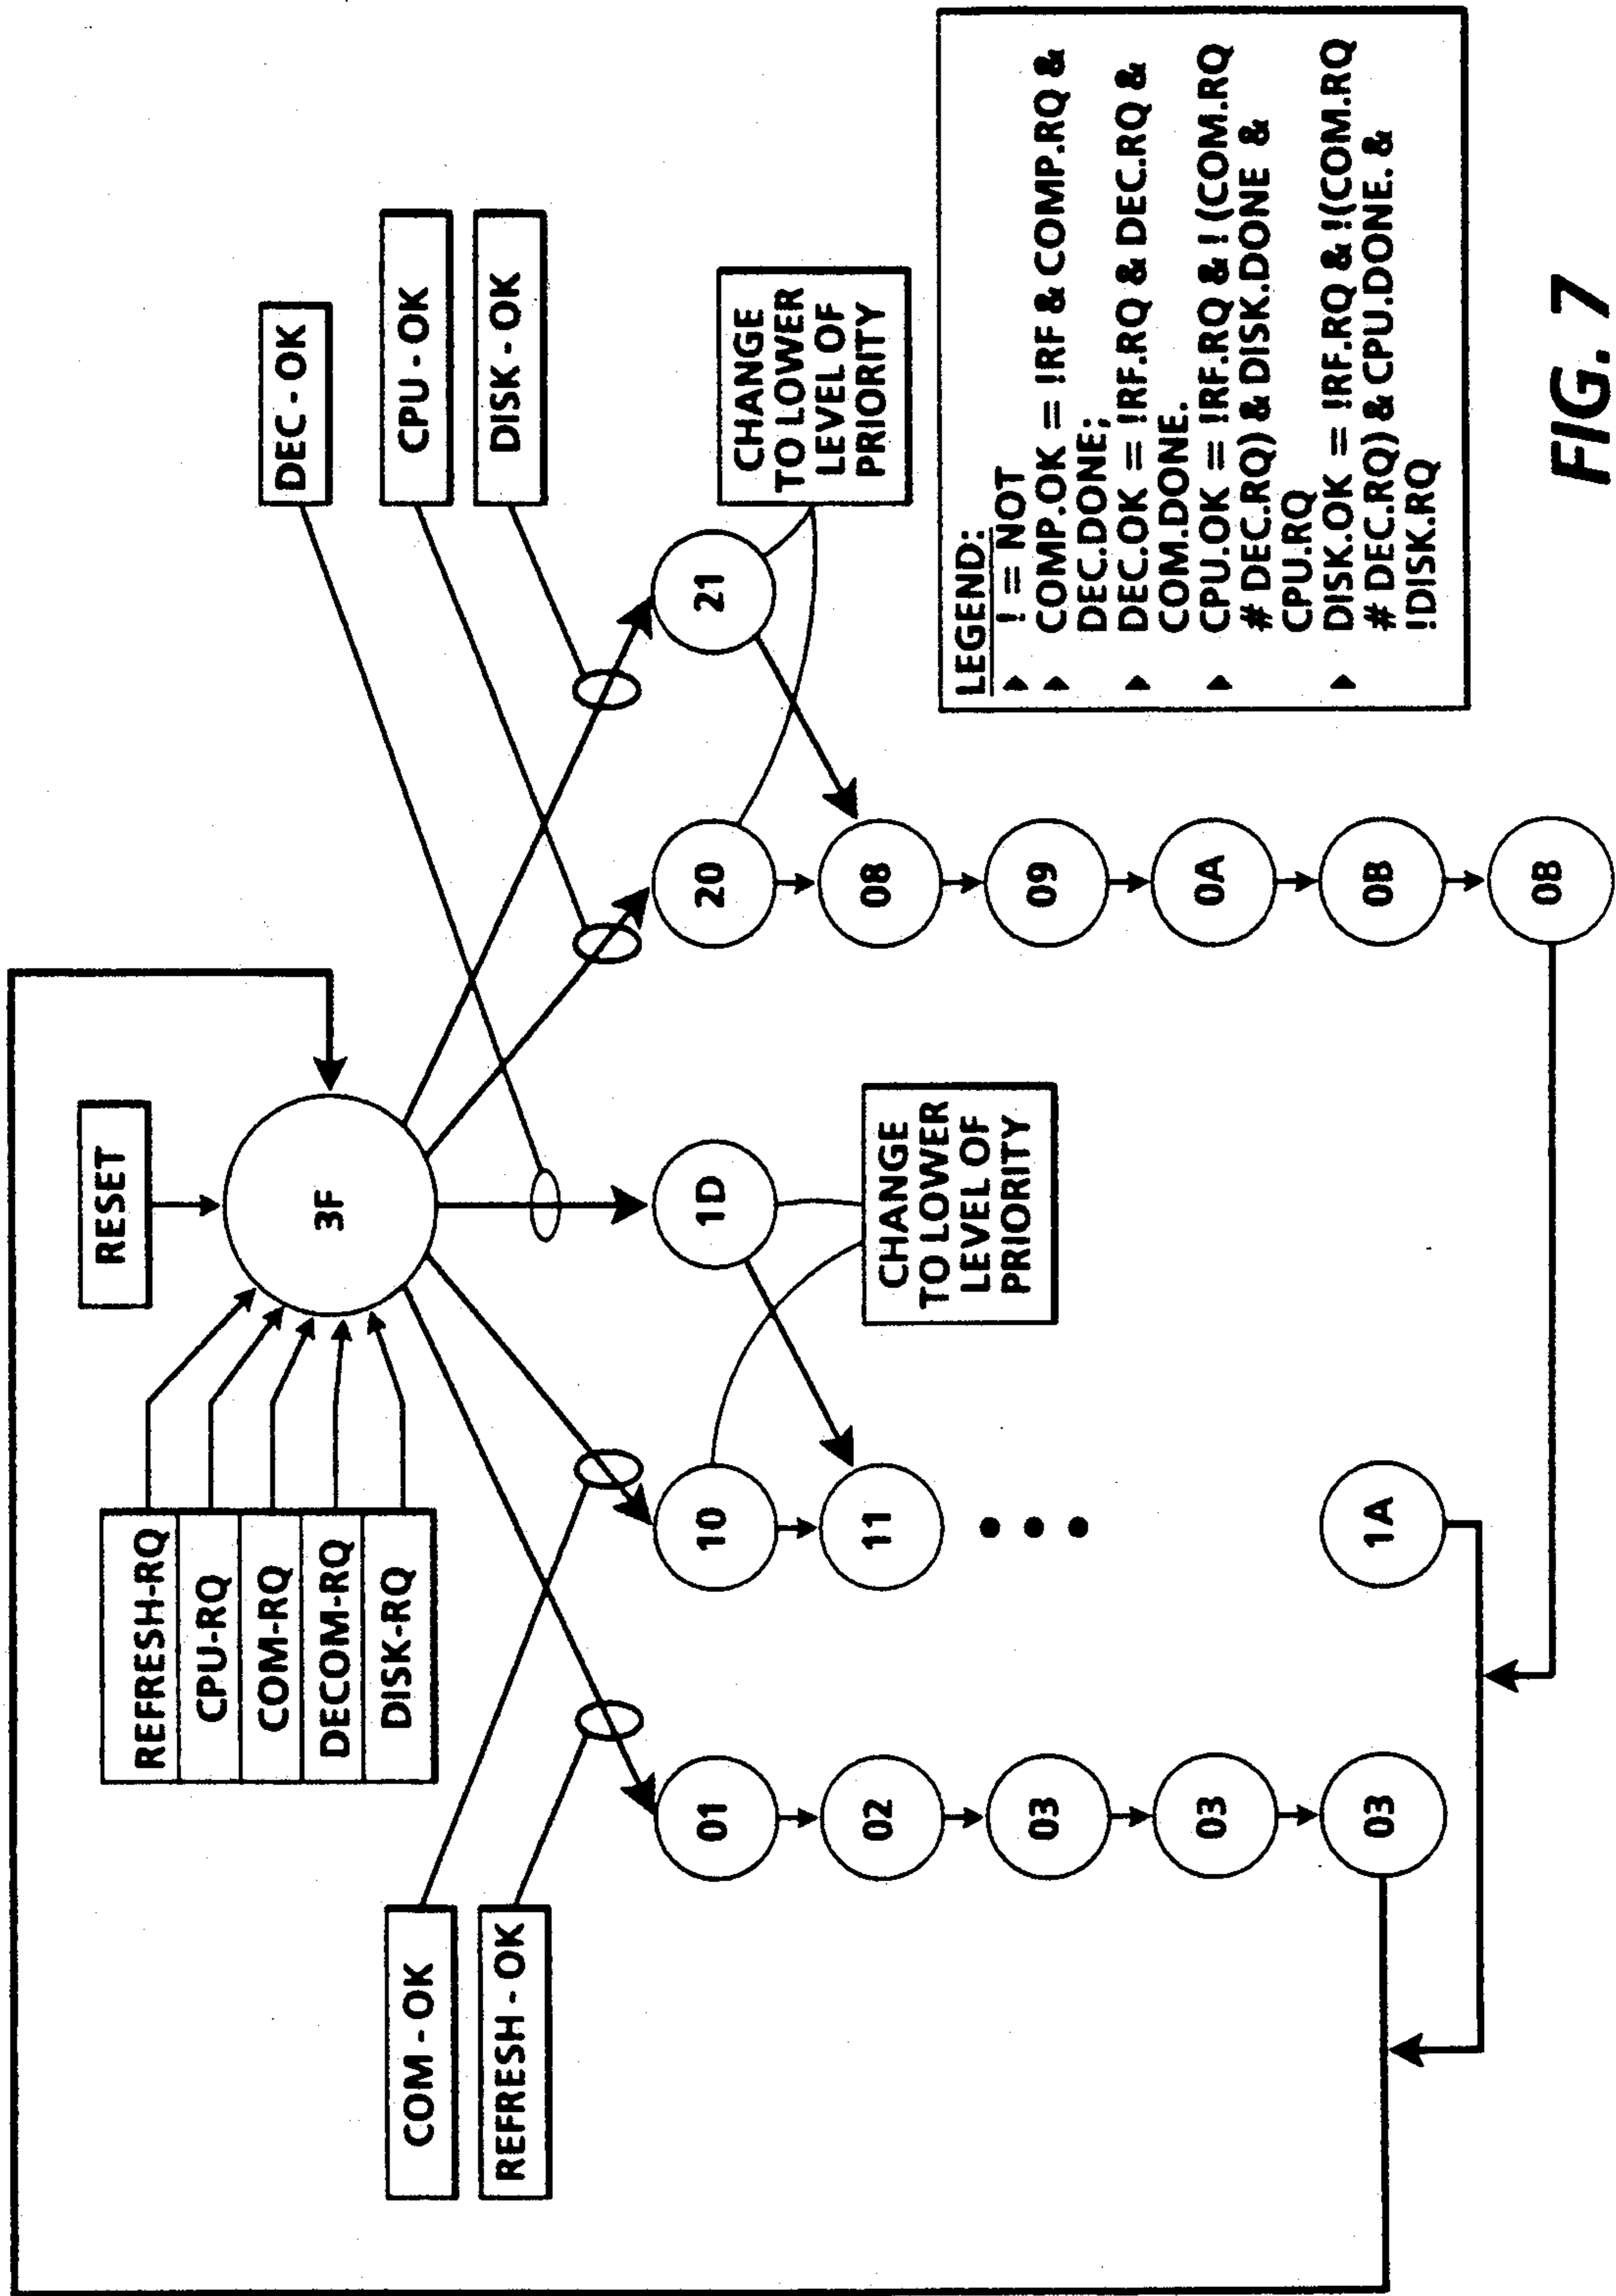 RESET
REFRESH-RQ
CPU-RQ
COM-RQ
DECOM-RQ
DISK-RQ
3F
DEC - OK
CPU - OK
DISK - OK
COM - OK
REFRESH - OK
01
10
1D
20
21
CHANGE
TO LOWER
LEVEL OF
PRIORITY
02
11
CHANGE
TO LOWER
LEVEL OF
PRIORITY
08
03
09
03
0A
03
1A
0B
0B
LEGEND:
! = NOT
COMP.OK = !RF & COMP.RQ &
DEC.DONE;
DEC.OK = !RF.RQ & DEC.RQ &
COM.DONE.
CPU.OK = !RF.RQ & ! (COM.RQ
# DEC.RQ) & DISK.DONE &
CPU.RQ
DISK.OK = !RF.RQ & !(COM.RQ
# DEC.RQ) & CPU.DONE. &
!DISK.RQ
FIG. 7